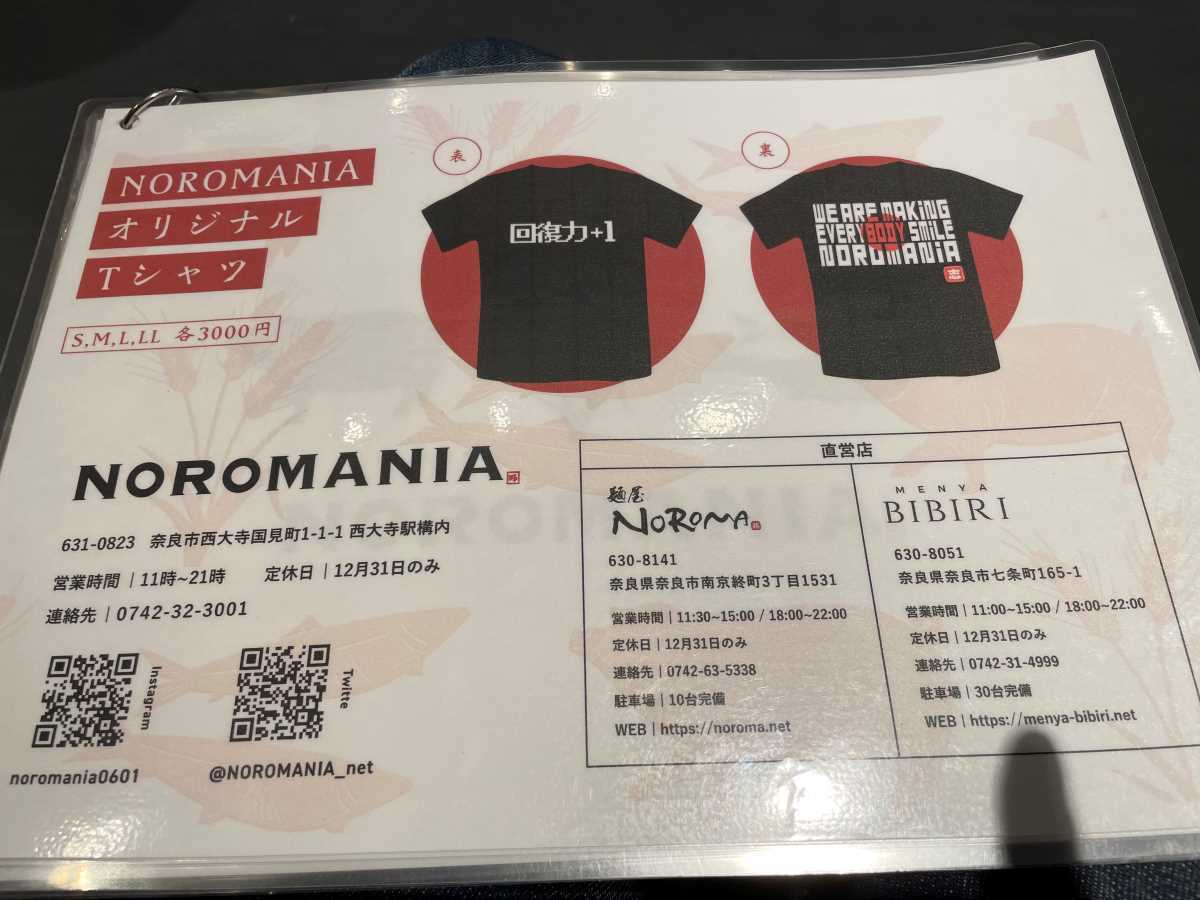 NOROMANIA
オリジナル
Tシャツ
S,M,L,LL 各3000円
表
回復力+1
裏
WE ARE MAKING
EVERYBODY SMILE
NOROMANIA
忠
NOROMANIA
631-0823 奈良市西大寺国見町1-1-1 西大寺駅構内
営業時間 | 11時~21時 定休日 | 12月31日のみ
連絡先 | 0742-32-3001
Instagram
noromania0601
Twitte
@NOROMANIA_net
直営店
麺屋
NOROMA
630-8141
奈良県奈良市南京終町3丁目1531
営業時間 | 11:30~15:00 / 18:00~22:00
定休日 | 12月31日のみ
連絡先 | 0742-63-5338
駐車場 | 10台完備
WEB | https://noroma.net
MENYA
BIBIRI
630-8051
奈良県奈良市七条町165-1
営業時間 | 11:00~15:00 / 18:00~22:00
定休日 | 12月31日のみ
連絡先 | 0742-31-4999
駐車場 | 30台完備
WEB | https://menya-bibiri.net